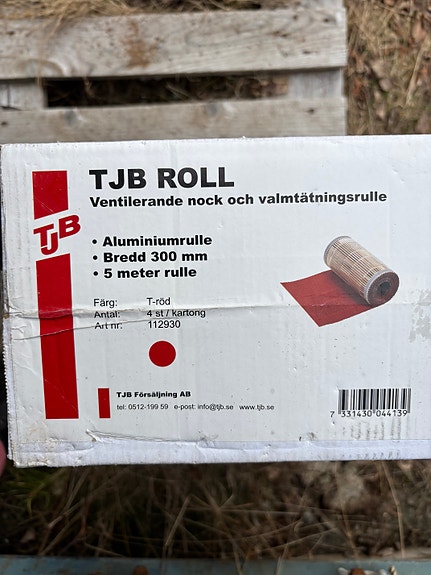 TJB
TJB ROLL
Ventilerande nock och valmtätningsrulle
• Aluminiumrulle
• Bredd 300 mm
• 5 meter rulle
Färg: T-röd
Antal: 4 st / kartong
Art nr: 112930
TJB Försäljning AB
tel: 0512-199 59 e-post: info@tjb.se www.tjb.se
7 331430 044139